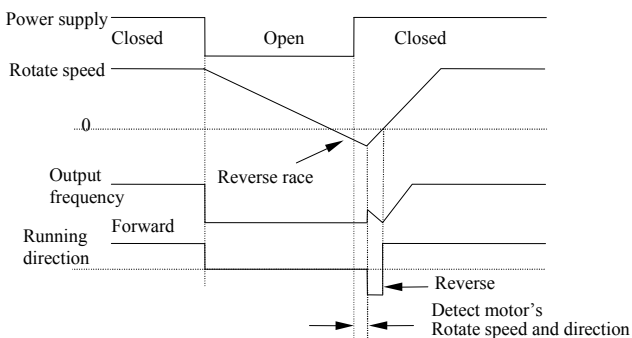 Power supply
Closed
Open
Closed
Rotate speed
0
Reverse race
Output
frequency
Forward
Running
direction
Reverse
Detect motor's
Rotate speed and direction